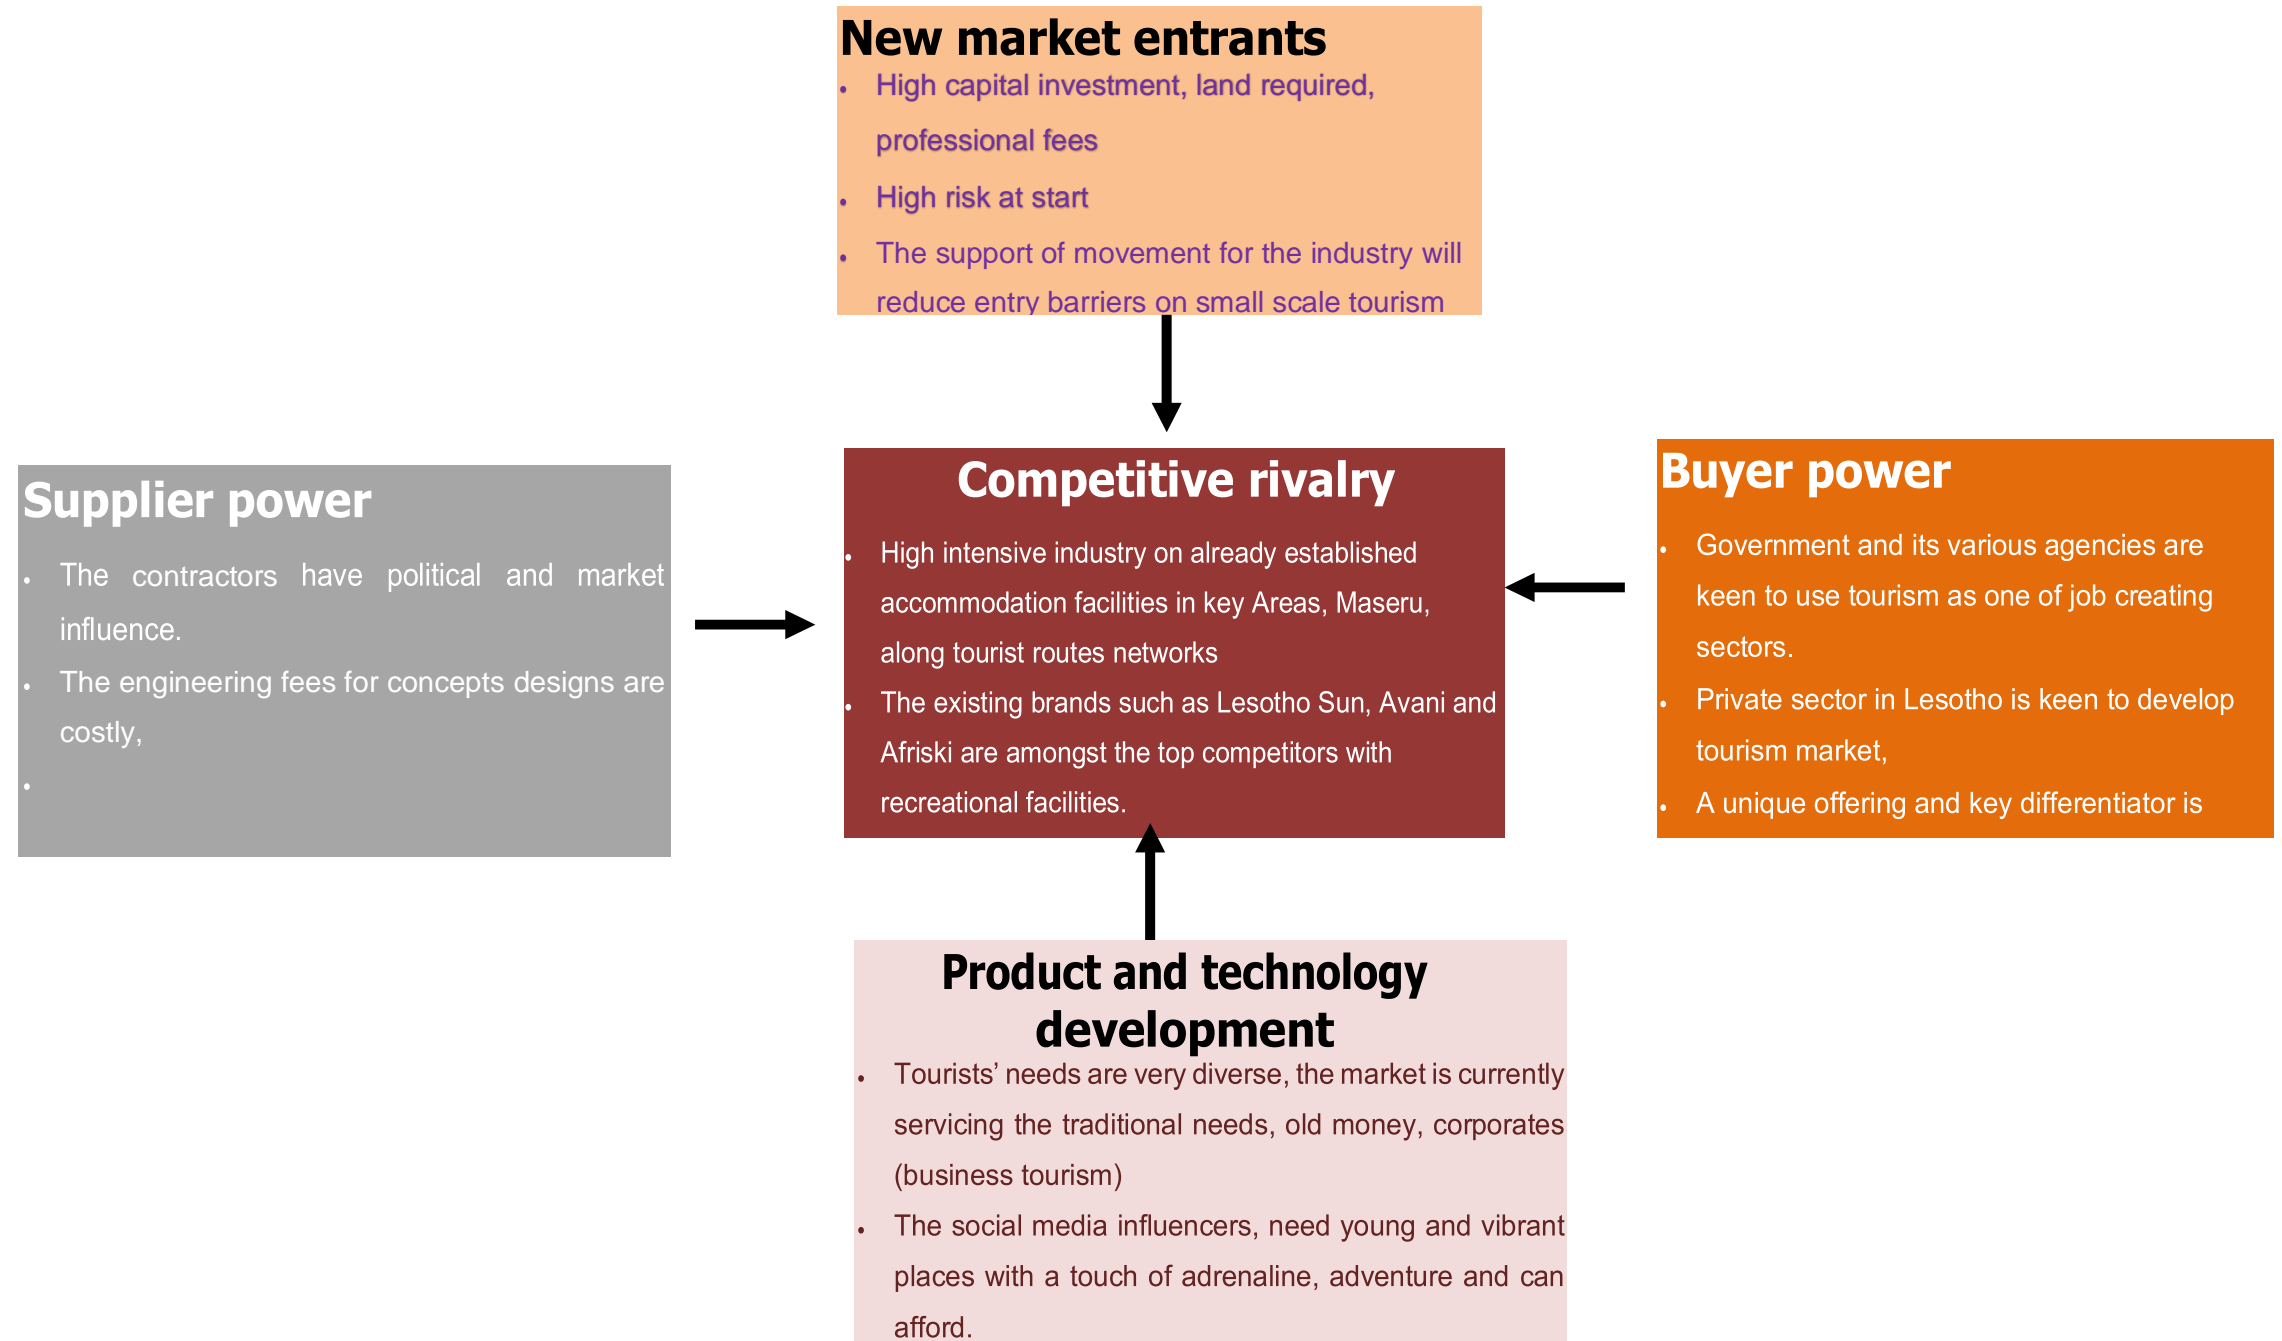 New market entrants
• High capital investment, land required,
professional fees
• High risk at start
• The support of movement for the industry will
reduce entry barriers on small scale tourism
Supplier power
• The contractors have political and market
influence.
• The engineering fees for concepts designs are
costly,
•
Competitive rivalry
• High intensive industry on already established
accommodation facilities in key Areas, Maseru,
along tourist routes networks
• The existing brands such as Lesotho Sun, Avani and
Afriski are amongst the top competitors with
recreational facilities.
Buyer power
• Government and its various agencies are
keen to use tourism as one of job creating
sectors.
• Private sector in Lesotho is keen to develop
tourism market,
• A unique offering and key differentiator is
Product and technology
development
• Tourists’ needs are very diverse, the market is currently
servicing the traditional needs, old money, corporates
(business tourism)
• The social media influencers, need young and vibrant
places with a touch of adrenaline, adventure and can
afford.